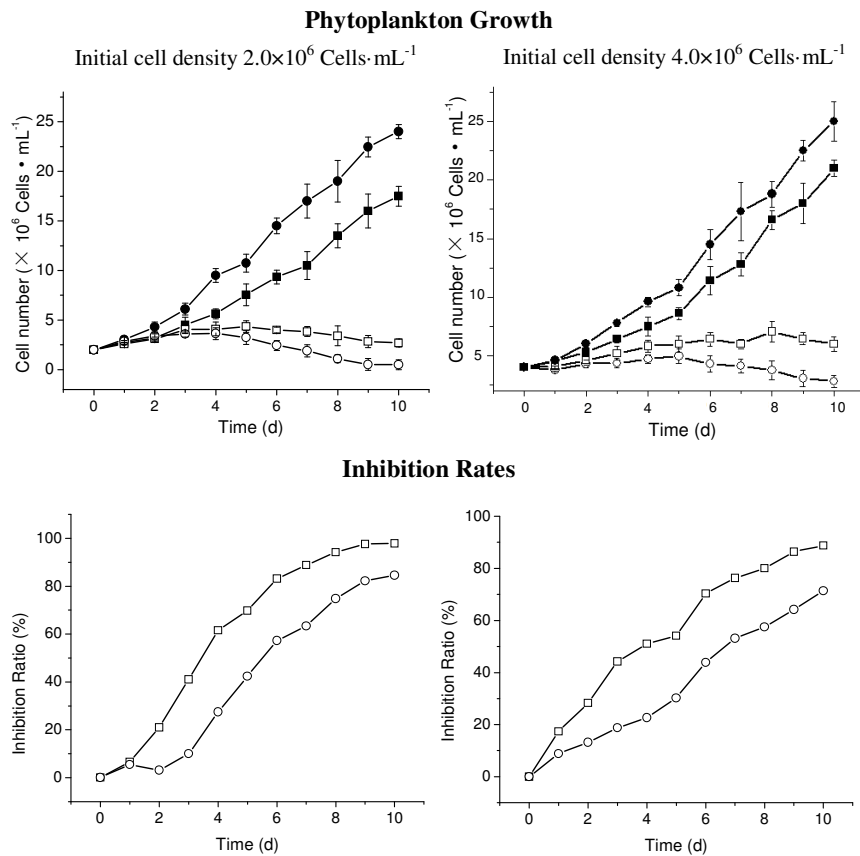 Phytoplankton Growth
Initial cell density 2.0×10⁶ Cells·mL⁻¹
Initial cell density 4.0×10⁶ Cells·mL⁻¹
Cell number (× 10⁶ Cells • mL⁻¹)
25
20
15
10
5
0
0 2 4 6 8 10
Time (d)
Cell number (× 10⁶ Cells • mL⁻¹)
25
20
15
10
5
0 2 4 6 8 10
Time (d)
Inhibition Rates
Inhibition Ratio (%)
100
80
60
40
20
0
0 2 4 6 8 10
Time (d)
Inhibition Ratio (%)
100
80
60
40
20
0
0 2 4 6 8 10
Time (d)